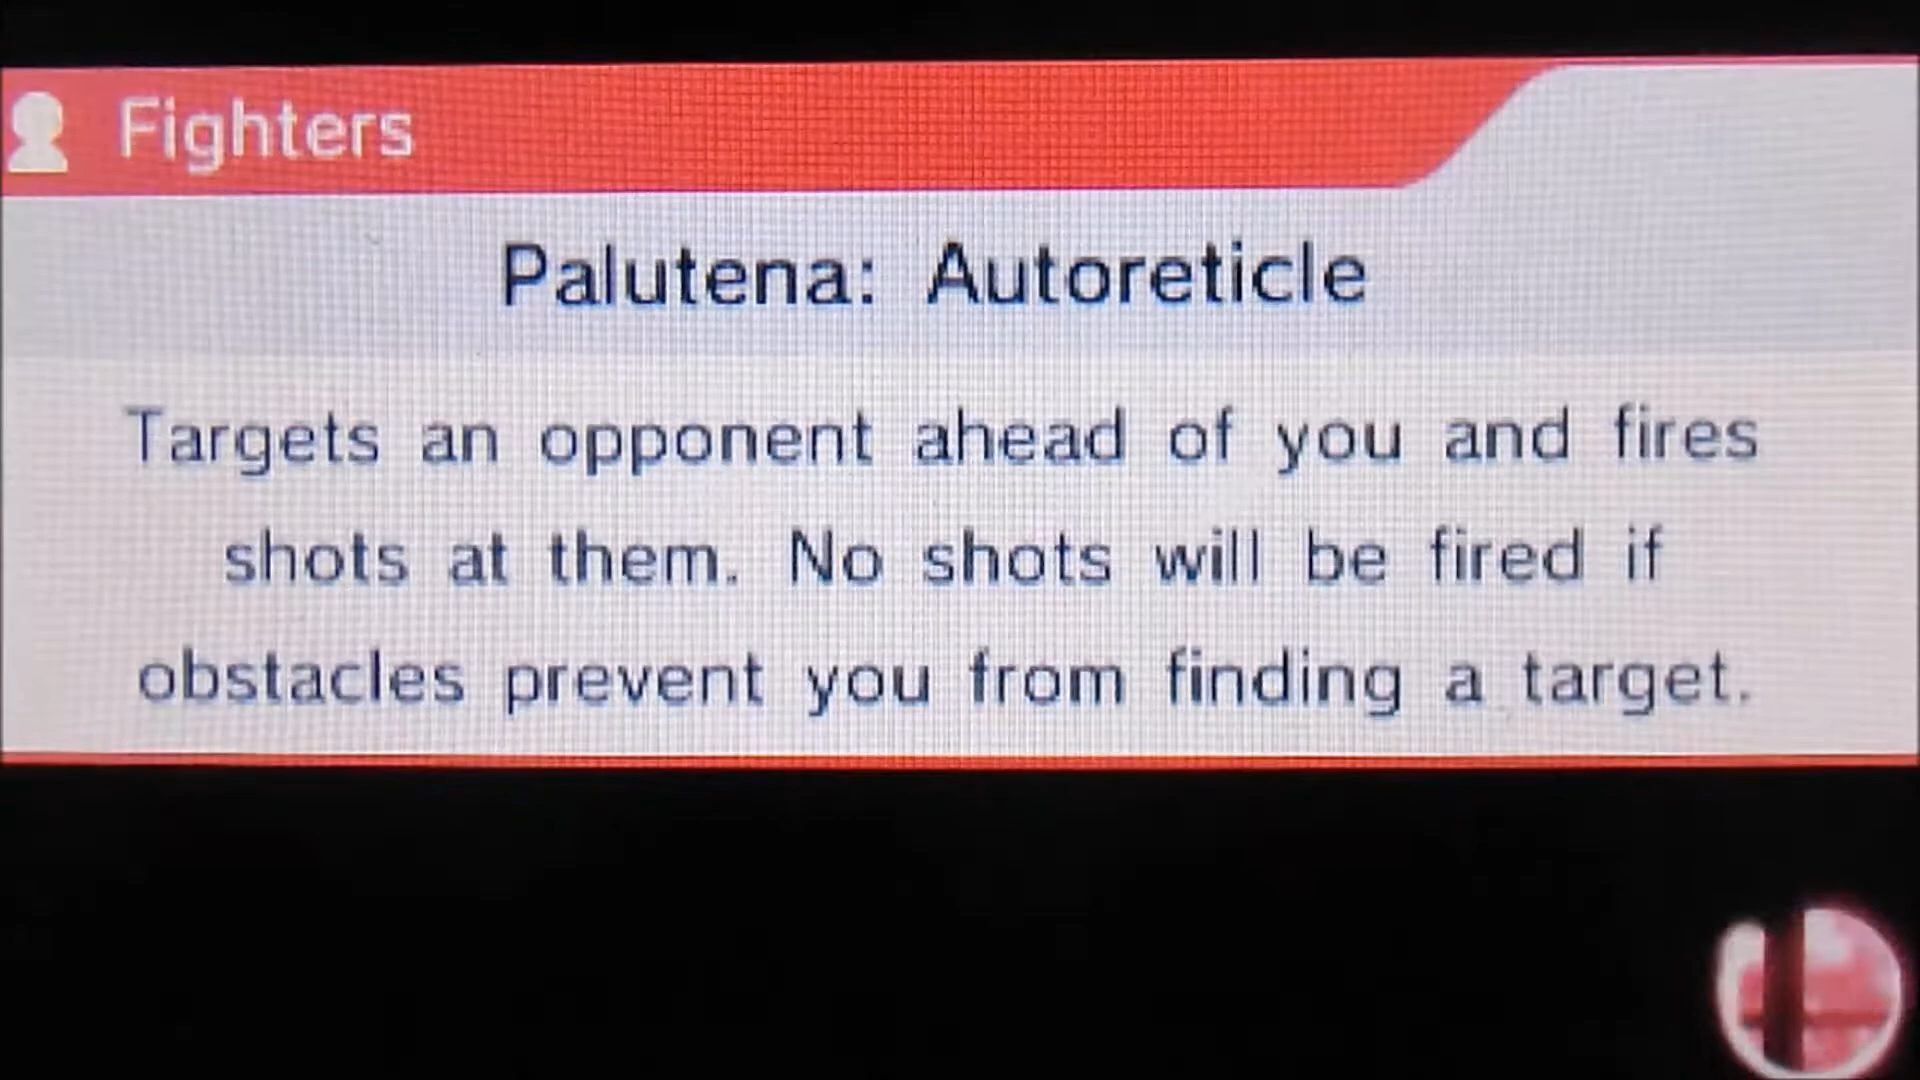 Fighters
Palutena: Autoreticle
Targets an opponent ahead of you and fires
shots at them. No shots will be fired if
obstacles prevent you from finding a target.